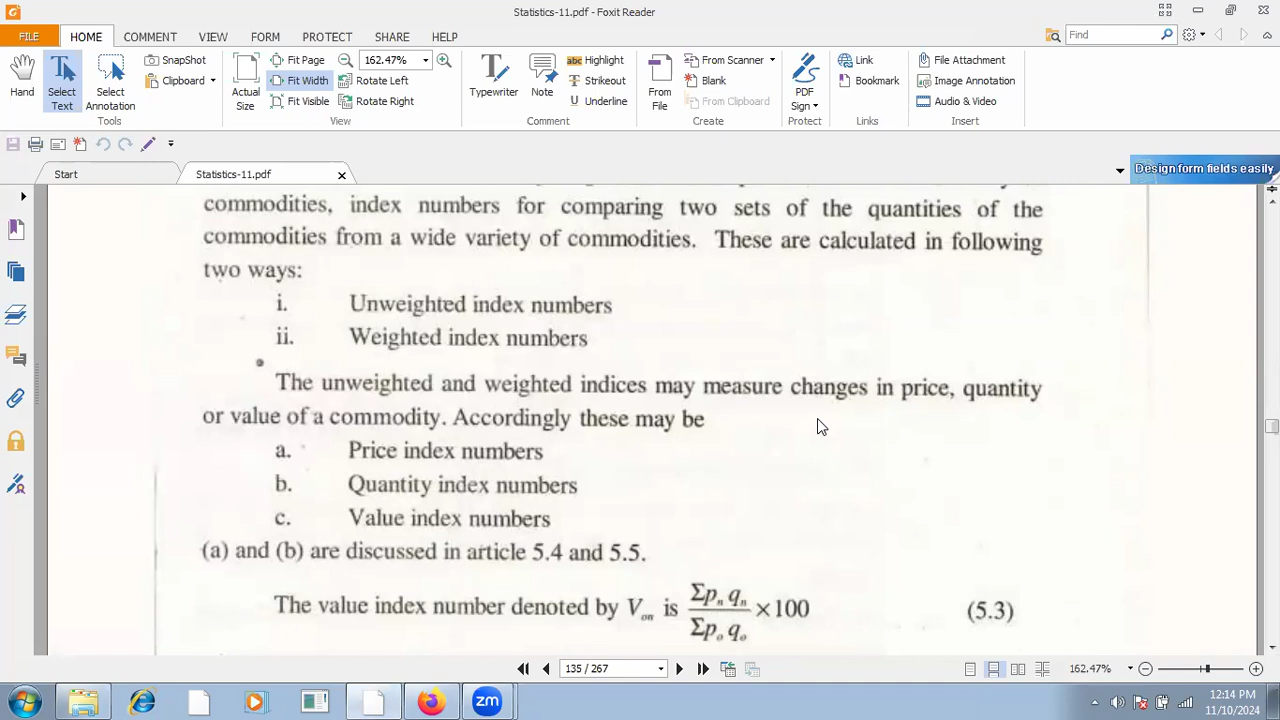 Statistics-11.pdf - Foxit Reader
FILE HOME COMMENT VIEW FORM PROTECT SHARE HELP Find
SnapShot Fit Page 162.47% Highlight From Scanner Link File Attachment
Clipboard Fit Width Rotate Left Strikeout Blank Bookmark Image Annotation
Hand Select Text Select Annotation Actual Size Fit Visible Rotate Right Typewriter Note Underline From File From Clipboard PDF Sign Audio & Video
Tools View Comment Create Protect Links Insert
Start Statistics-11.pdf Design form fields easily
commodities, index numbers for comparing two sets of the quantities of the
commodities from a wide variety of commodities. These are calculated in following
two ways:
i. Unweighted index numbers
ii. Weighted index numbers
The unweighted and weighted indices may measure changes in price, quantity
or value of a commodity. Accordingly these may be
a. Price index numbers
b. Quantity index numbers
c. Value index numbers
(a) and (b) are discussed in article 5.4 and 5.5.
The value index number denoted by Vₒₙ is Σpₙ qₙ / Σpₒ qₒ ×100 (5.3)
135 / 267 162.47%
zm 12:14 PM
11/10/2024